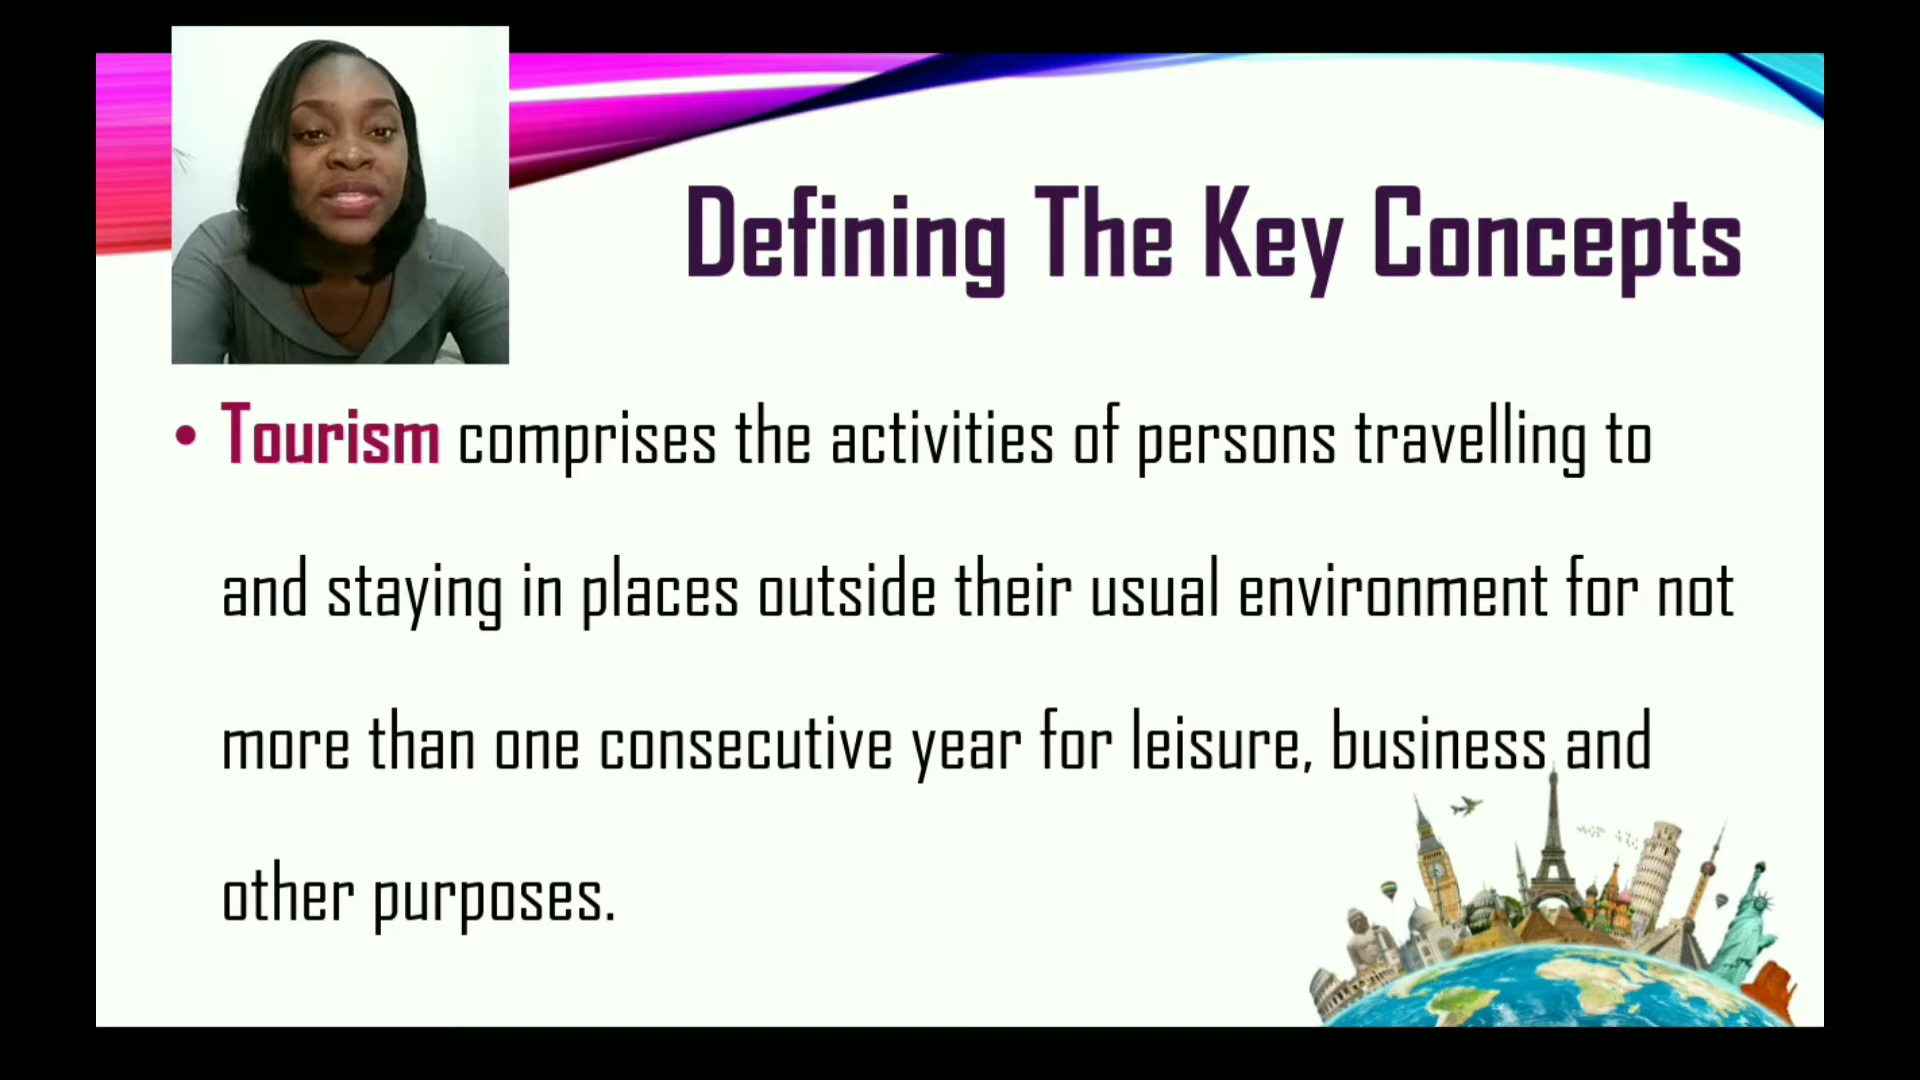 Defining The Key Concepts
• Tourism comprises the activities of persons travelling to
and staying in places outside their usual environment for not
more than one consecutive year for leisure, business and
other purposes.